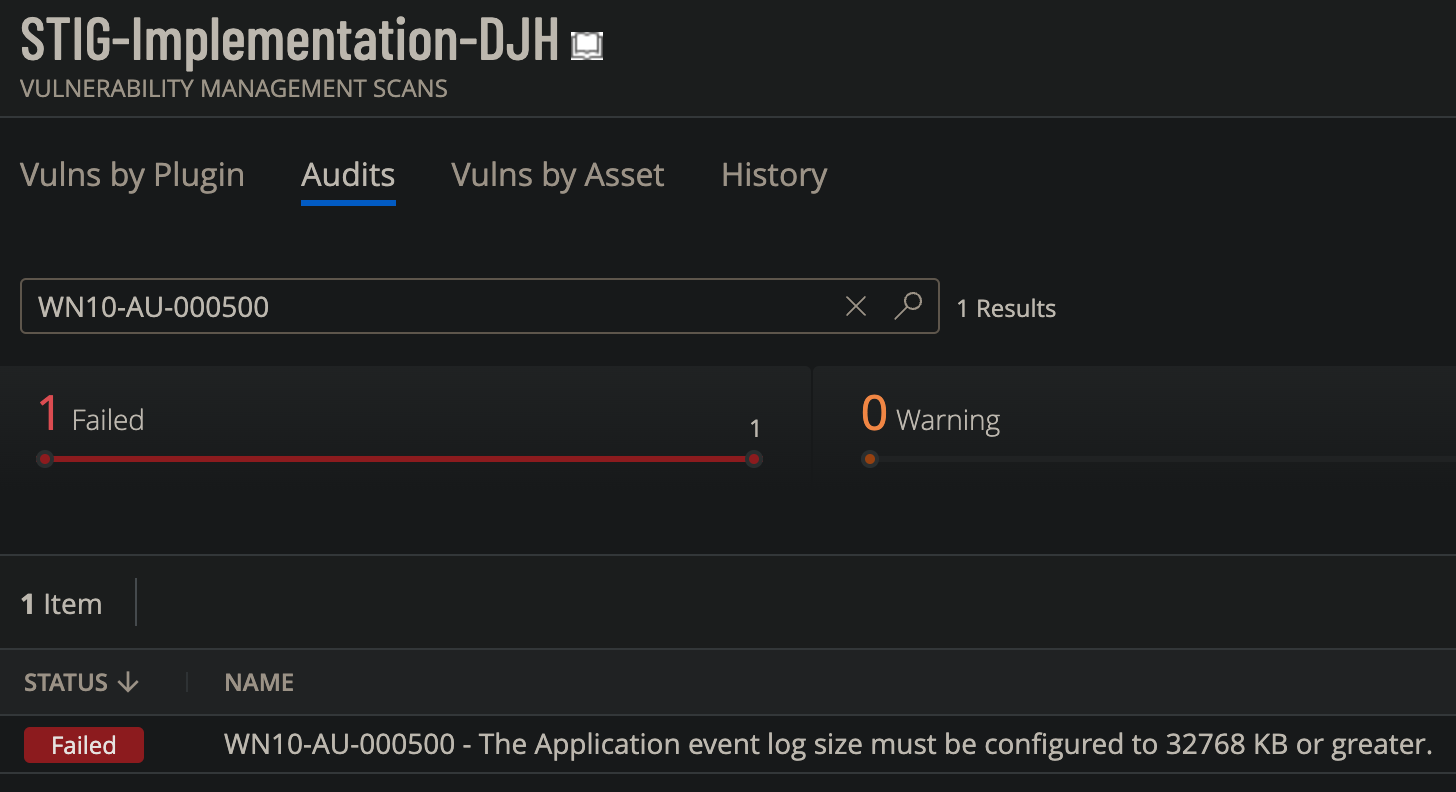 STIG-Implementation-DJH
VULNERABILITY MANAGEMENT SCANS
Vulns by Plugin Audits Vulns by Asset History
WN10-AU-000500 1 Results
1 Failed 1 0 Warning
1 Item
STATUS NAME
Failed WN10-AU-000500 - The Application event log size must be configured to 32768 KB or greater.